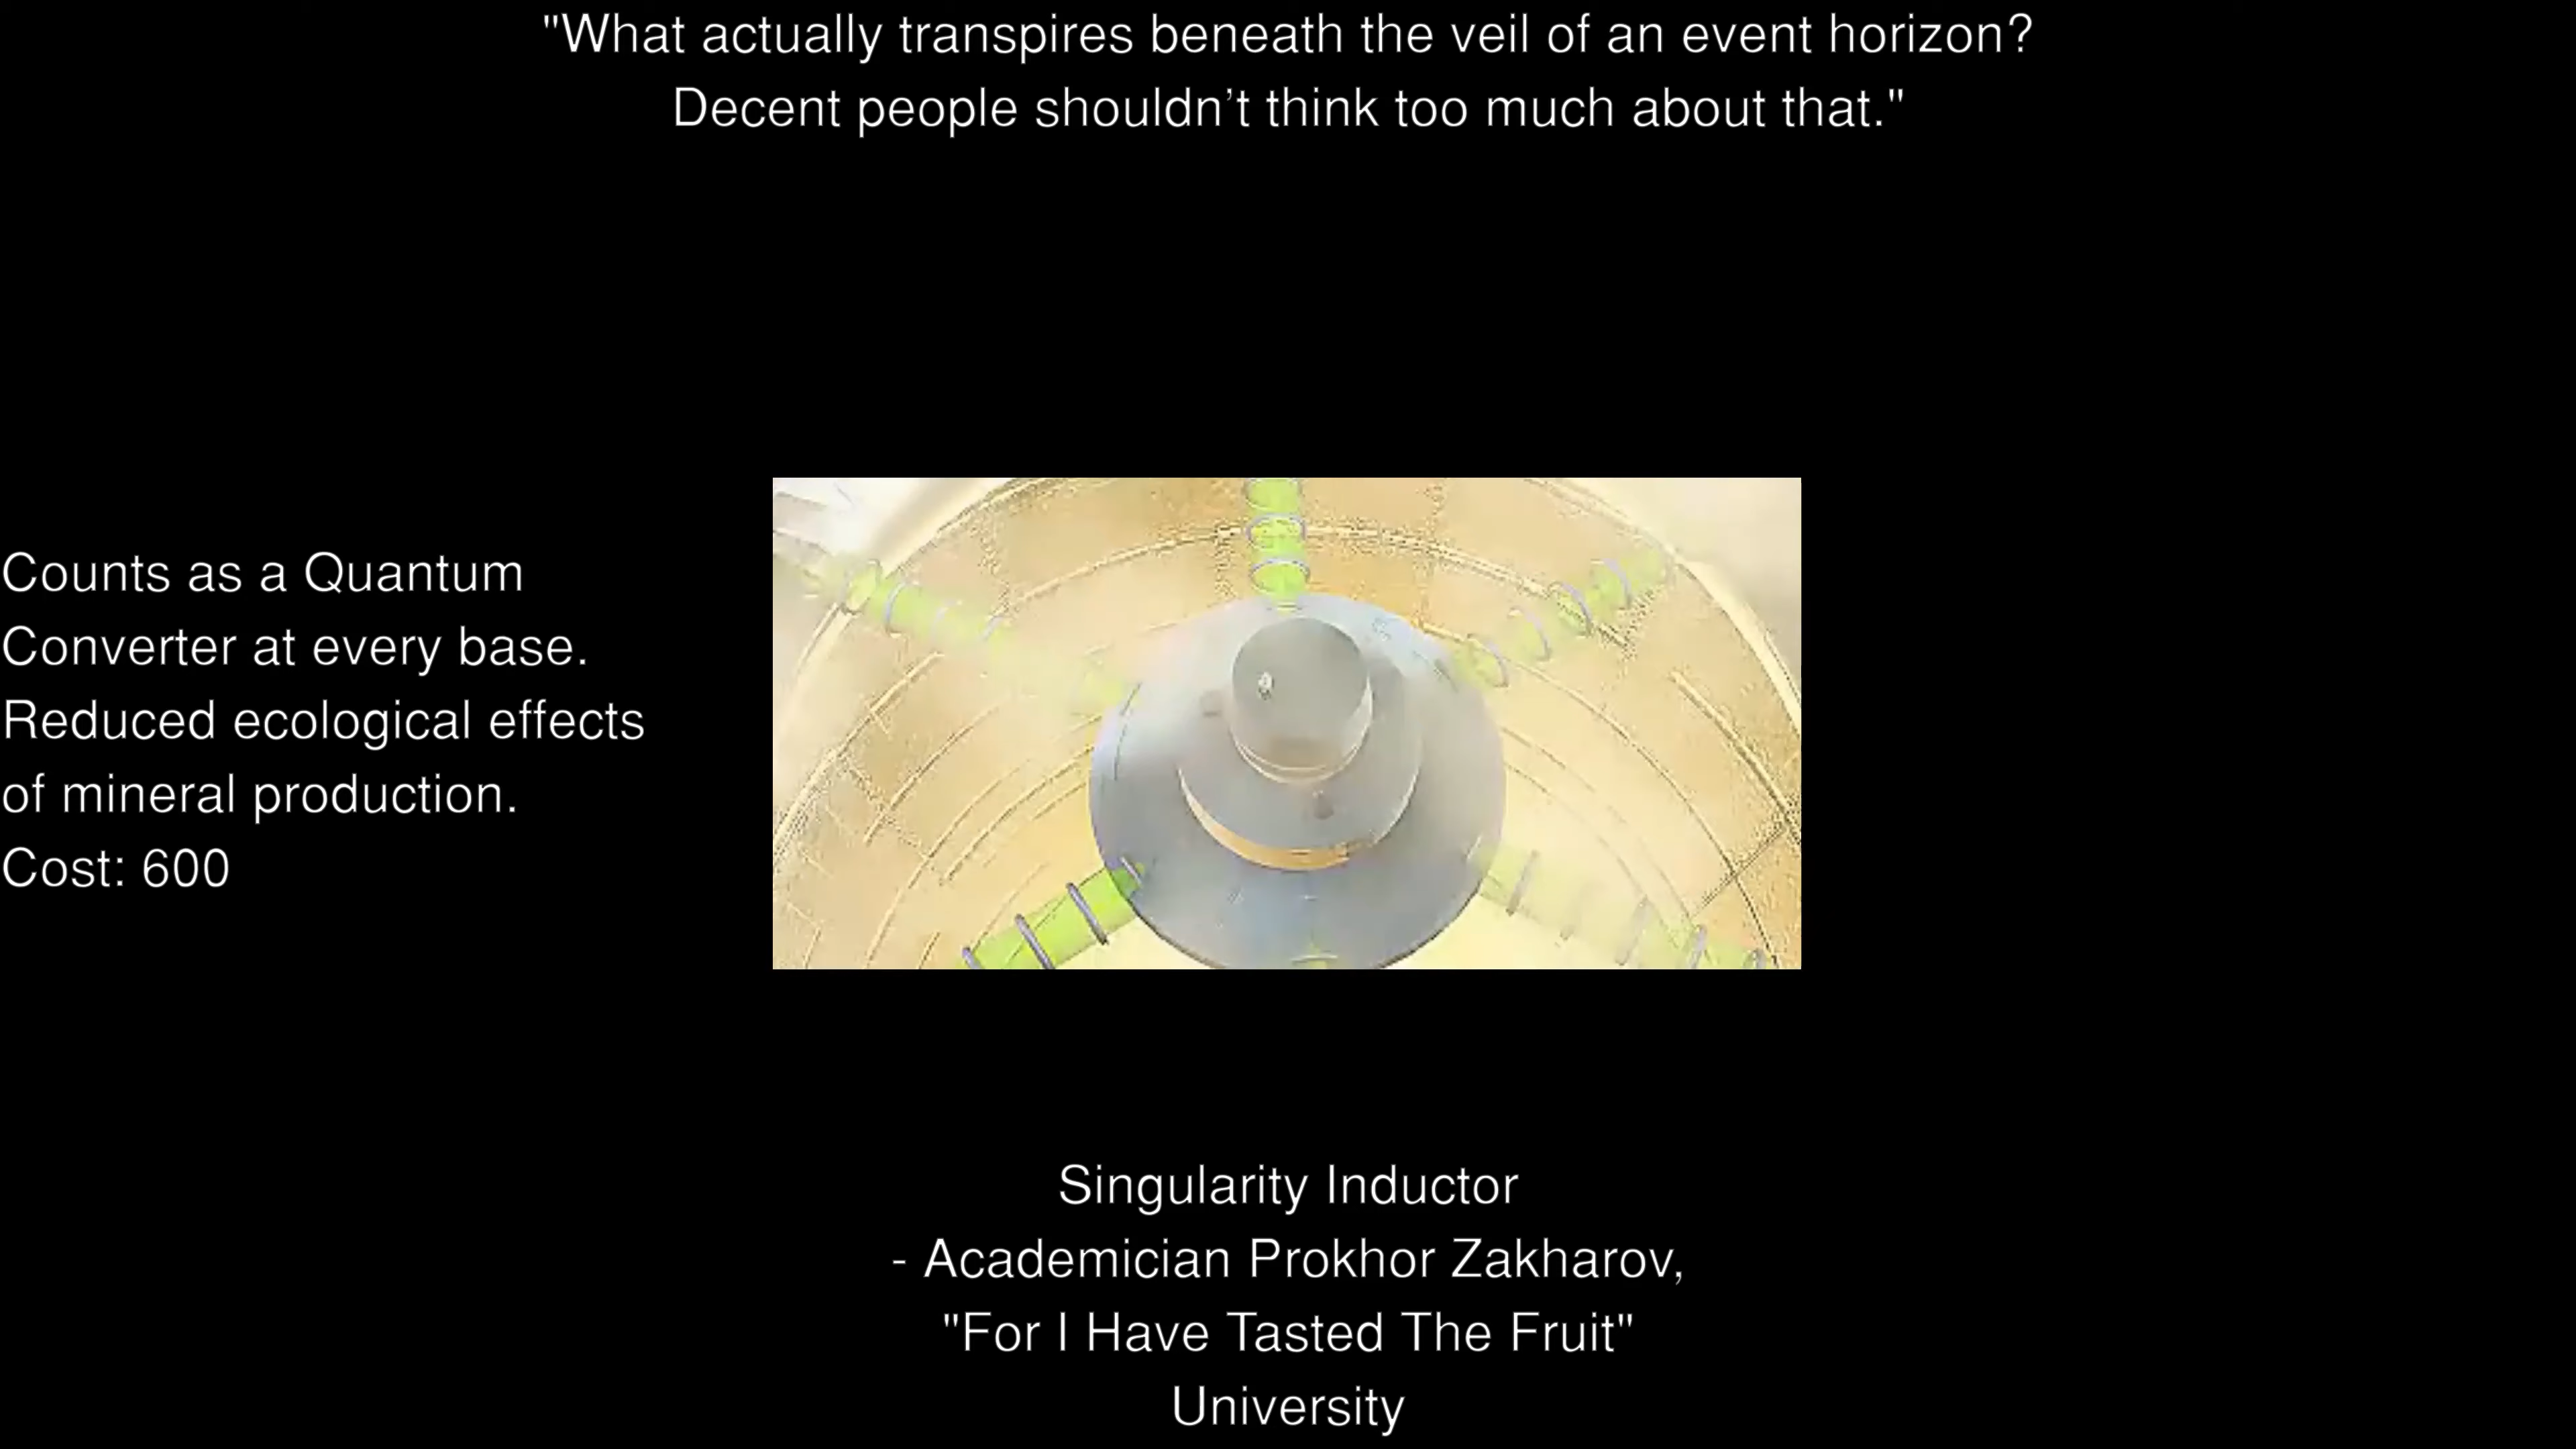 "What actually transpires beneath the veil of an event horizon?
Decent people shouldn’t think too much about that."
Counts as a Quantum
Converter at every base.
Reduced ecological effects
of mineral production.
Cost: 600
Singularity Inductor
- Academician Prokhor Zakharov,
"For I Have Tasted The Fruit"
University